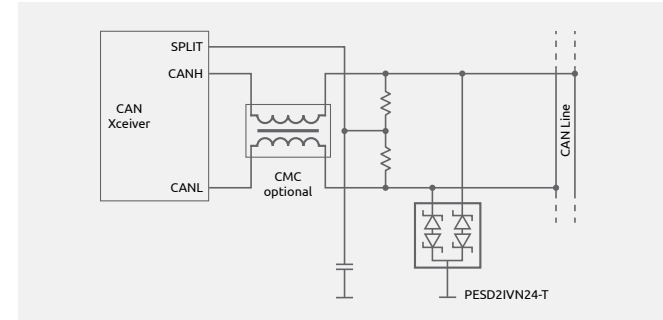 SPLIT
CANH
CAN
Xceiver
CAN Line
CMC
optional
CANL
PESD2IVN24-T